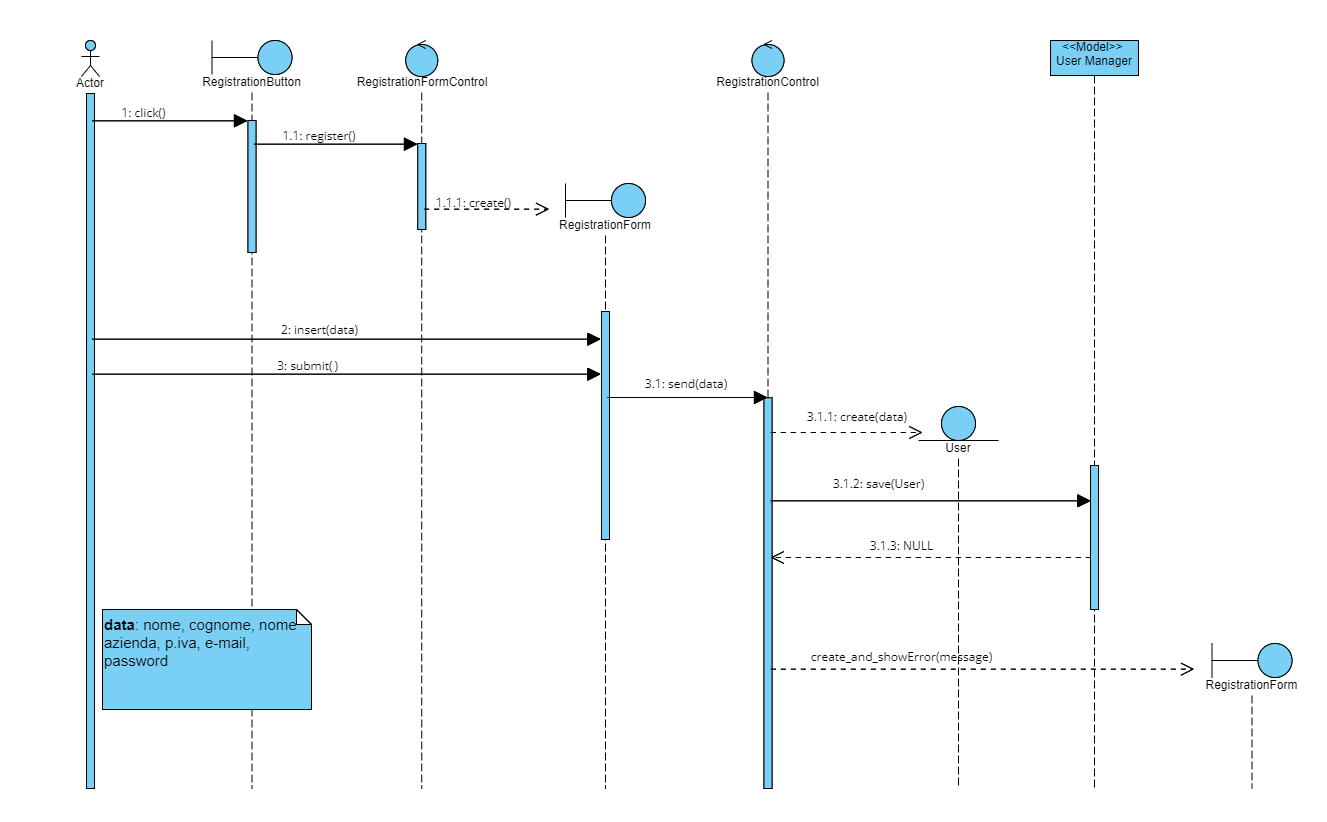 <<Model>>
User Manager
Actor
RegistrationButton
RegistrationFormControl
RegistrationControl
1: click()
1.1: register()
1.1.1: create()
RegistrationForm
2: insert(data)
3: submit( )
3.1: send(data)
3.1.1: create(data)
User
3.1.2: save(User)
3.1.3: NULL
data: nome, cognome, nome
azienda, p.iva, e-mail,
password
create_and_showError(message)
RegistrationForm